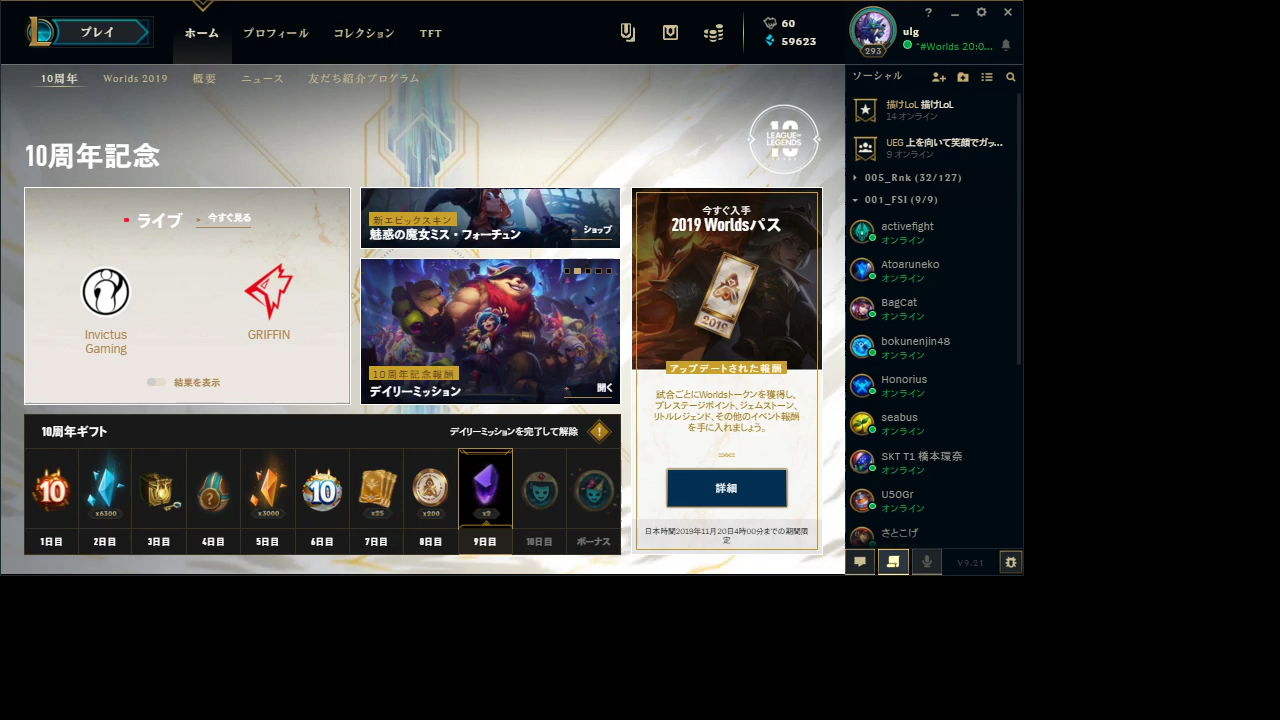 プレイ
ホーム
プロフィール
コレクション
TFT
60
59623
293
ulg
"#Worlds 20:0...
10周年
Worlds 2019
概要
ニュース
友だち紹介プログラム
10周年記念
LEAGUE OF
LEGENDS
ライブ
今すぐ見る
Invictus
Gaming
GRIFFIN
結果を表示
新エピックスキン
魅惑の魔女ミス・フォーチュン
ショップ
10周年記念報酬
デイリーミッション
開く
今すぐ入手
2019 Worldsパス
2019
アップデートされた報酬
試合ごとにWorldsトークンを獲得し、
プレステージポイント、ジェムストーン、
リトルレジェンド、その他のイベント報酬
を手に入れましょう。
詳細
日本時間2019年11月20日4時00分までの期間限
定
10周年ギフト
デイリーミッションを完了して解除
10
x6300
x3000
10
x25
x200
x2
1日目
2日目
3日目
4日目
5日目
6日目
7日目
8日目
9日目
10日目
ボーナス
ソーシャル
描けLoL 描けLoL
14 オンライン
UEG 上を向いて笑顔でガッ...
9 オンライン
005_Rnk (32/127)
001_FSI (9/9)
activefight
オンライン
Atoaruneko
オンライン
BagCat
オンライン
bokunenjin48
オンライン
Honorius
オンライン
seabus
オンライン
SKT T1 橋本環奈
オンライン
U50Gr
オンライン
さとこげ
V9.21